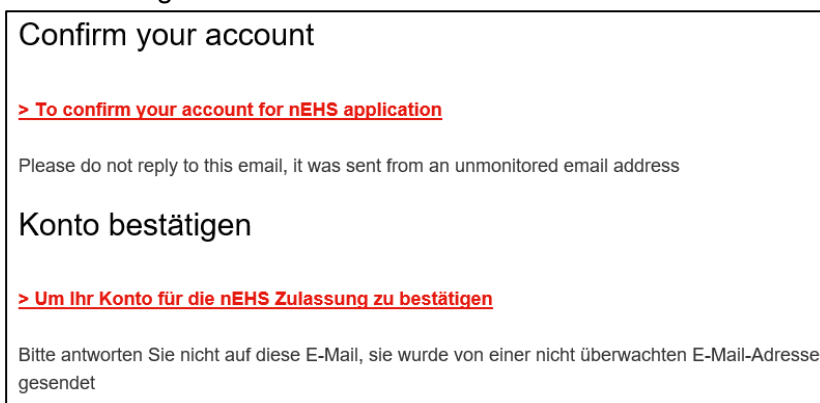 Confirm your account
> To confirm your account for nEHS application
Please do not reply to this email, it was sent from an unmonitored email address
Konto bestätigen
> Um Ihr Konto für die nEHS Zulassung zu bestätigen
Bitte antworten Sie nicht auf diese E-Mail, sie wurde von einer nicht überwachten E-Mail-Adresse
gesendet